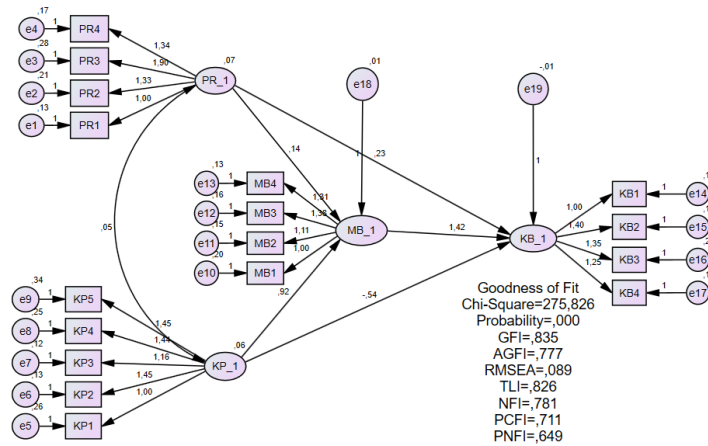 ,17
e4 1 PR4
,28
e3 1 PR3
,21
e2 1 PR2
,13
e1 1 PR1
1,34
1,90
1,33
1,00
,07
PR_1
,01
e18
1
-,01
e19
1
,14
,23
,05
,13
e13 1 MB4
,16
e12 1 MB3
,15
e11 1 MB2
,20
e10 1 MB1
1,31
1,11
1,00
MB_1
1,42
KB_1
,92
-,54
KB1 1 e14
KB2 1 e15
KB3 1 e16
KB4 1 e17
1,00
1,40
1,35
1,25
,34
e9 1 KP5
,25
e8 1 KP4
,12
e7 1 KP3
,13
e6 1 KP2
,26
e5 1 KP1
1,45
1,44
1,16
1,45
1,00
,06
KP_1
Goodness of Fit
Chi-Square=275,826
Probability=,000
GFI=,835
AGFI=,777
RMSEA=,089
TLI=,826
NFI=,781
PCFI=,711
PNFI=,649